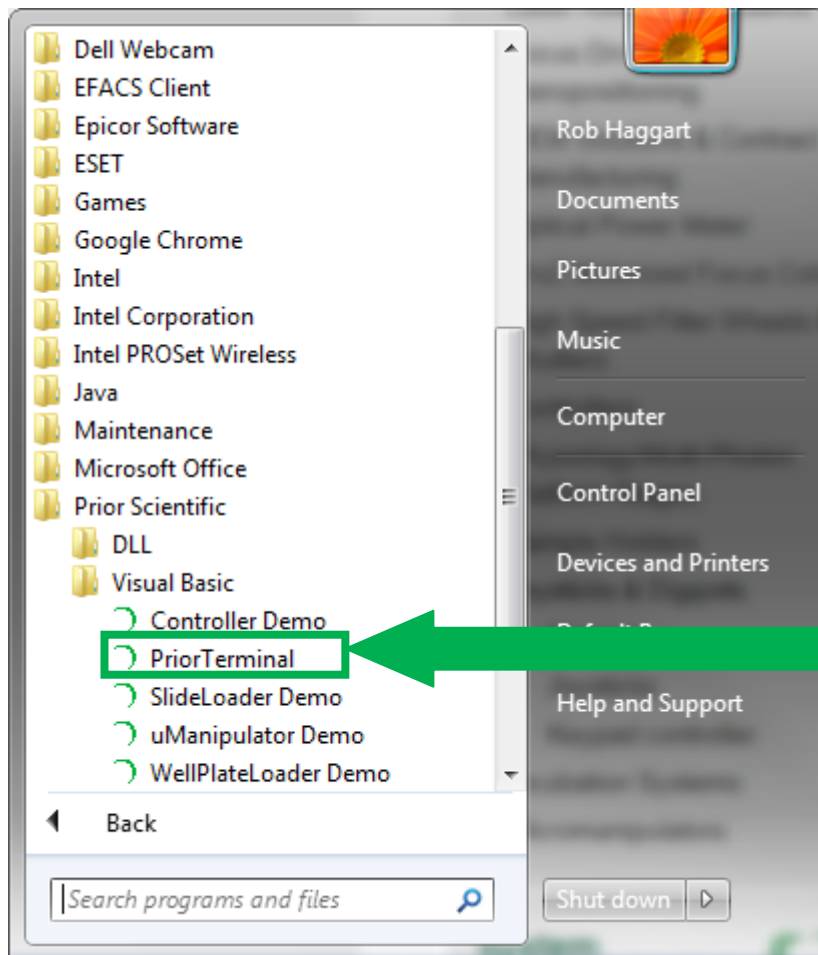 Dell Webcam
EFACS Client
Epicor Software
ESET
Games
Google Chrome
Intel
Intel Corporation
Intel PROSet Wireless
Java
Maintenance
Microsoft Office
Prior Scientific
DLL
Visual Basic
Controller Demo
PriorTerminal
SlideLoader Demo
uManipulator Demo
WellPlateLoader Demo
Back
Search programs and files
Rob Haggart
Documents
Pictures
Music
Computer
Control Panel
Devices and Printers
Help and Support
Shut down